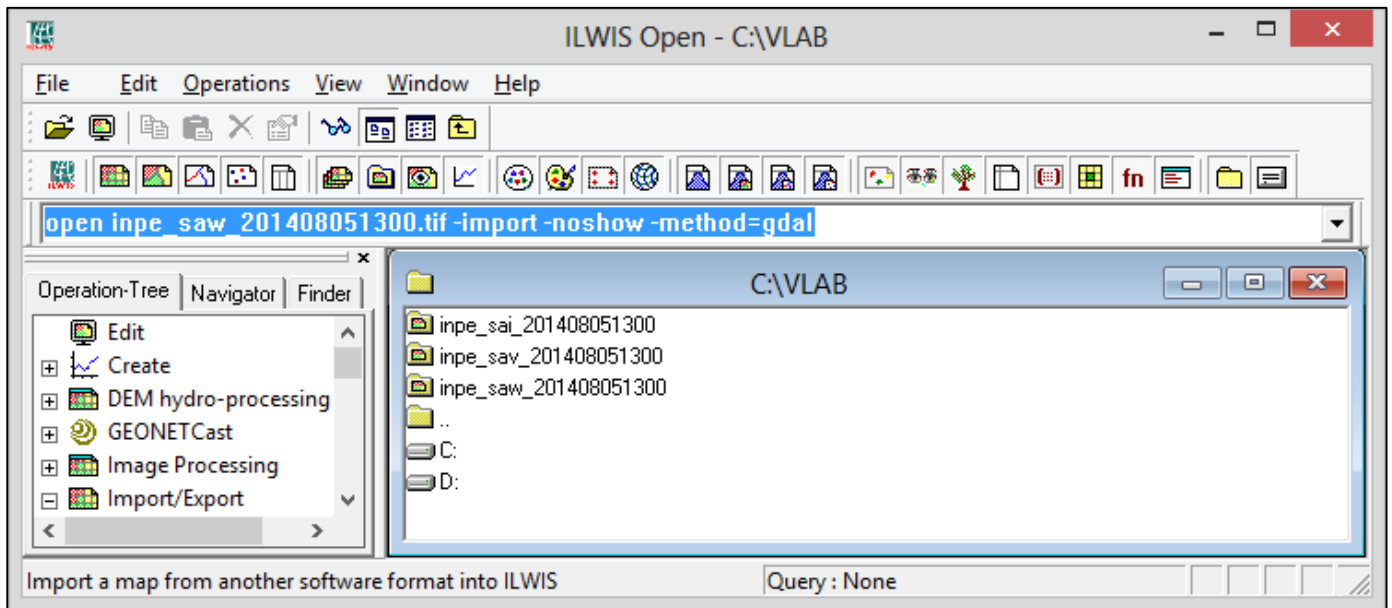 ILWIS Open - C:\VLAB
File Edit Operations View Window Help
ILWIS
fn
open inpe_saw_201408051300.tif -import -noshow -method=gdal
Operation-Tree Navigator Finder
C:\VLAB
Edit
Create
DEM hydro-processing
GEONETCast
Image Processing
Import/Export
inpe_sai_201408051300
inpe_sav_201408051300
inpe_saw_201408051300
..
C:
D:
Import a map from another software format into ILWIS
Query : None